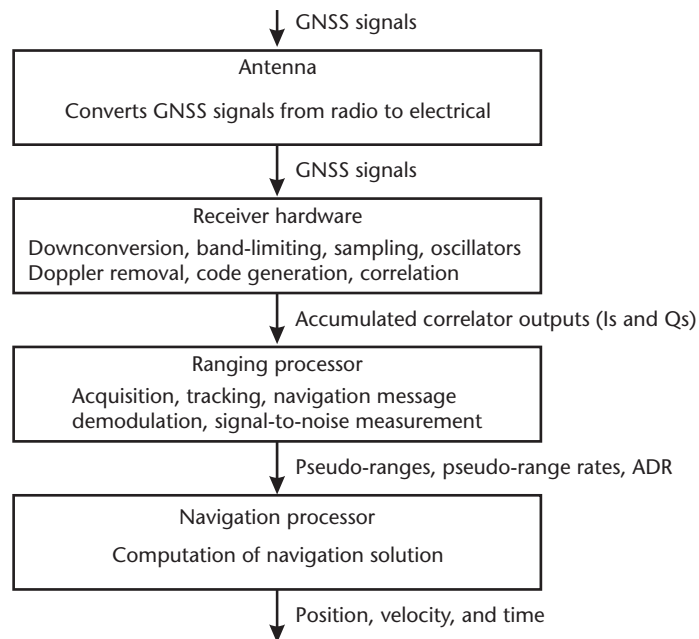 GNSS signals
Antenna
Converts GNSS signals from radio to electrical
GNSS signals
Receiver hardware
Downconversion, band-limiting, sampling, oscillators
Doppler removal, code generation, correlation
Accumulated correlator outputs (Is and Qs)
Ranging processor
Acquisition, tracking, navigation message
demodulation, signal-to-noise measurement
Pseudo-ranges, pseudo-range rates, ADR
Navigation processor
Computation of navigation solution
Position, velocity, and time